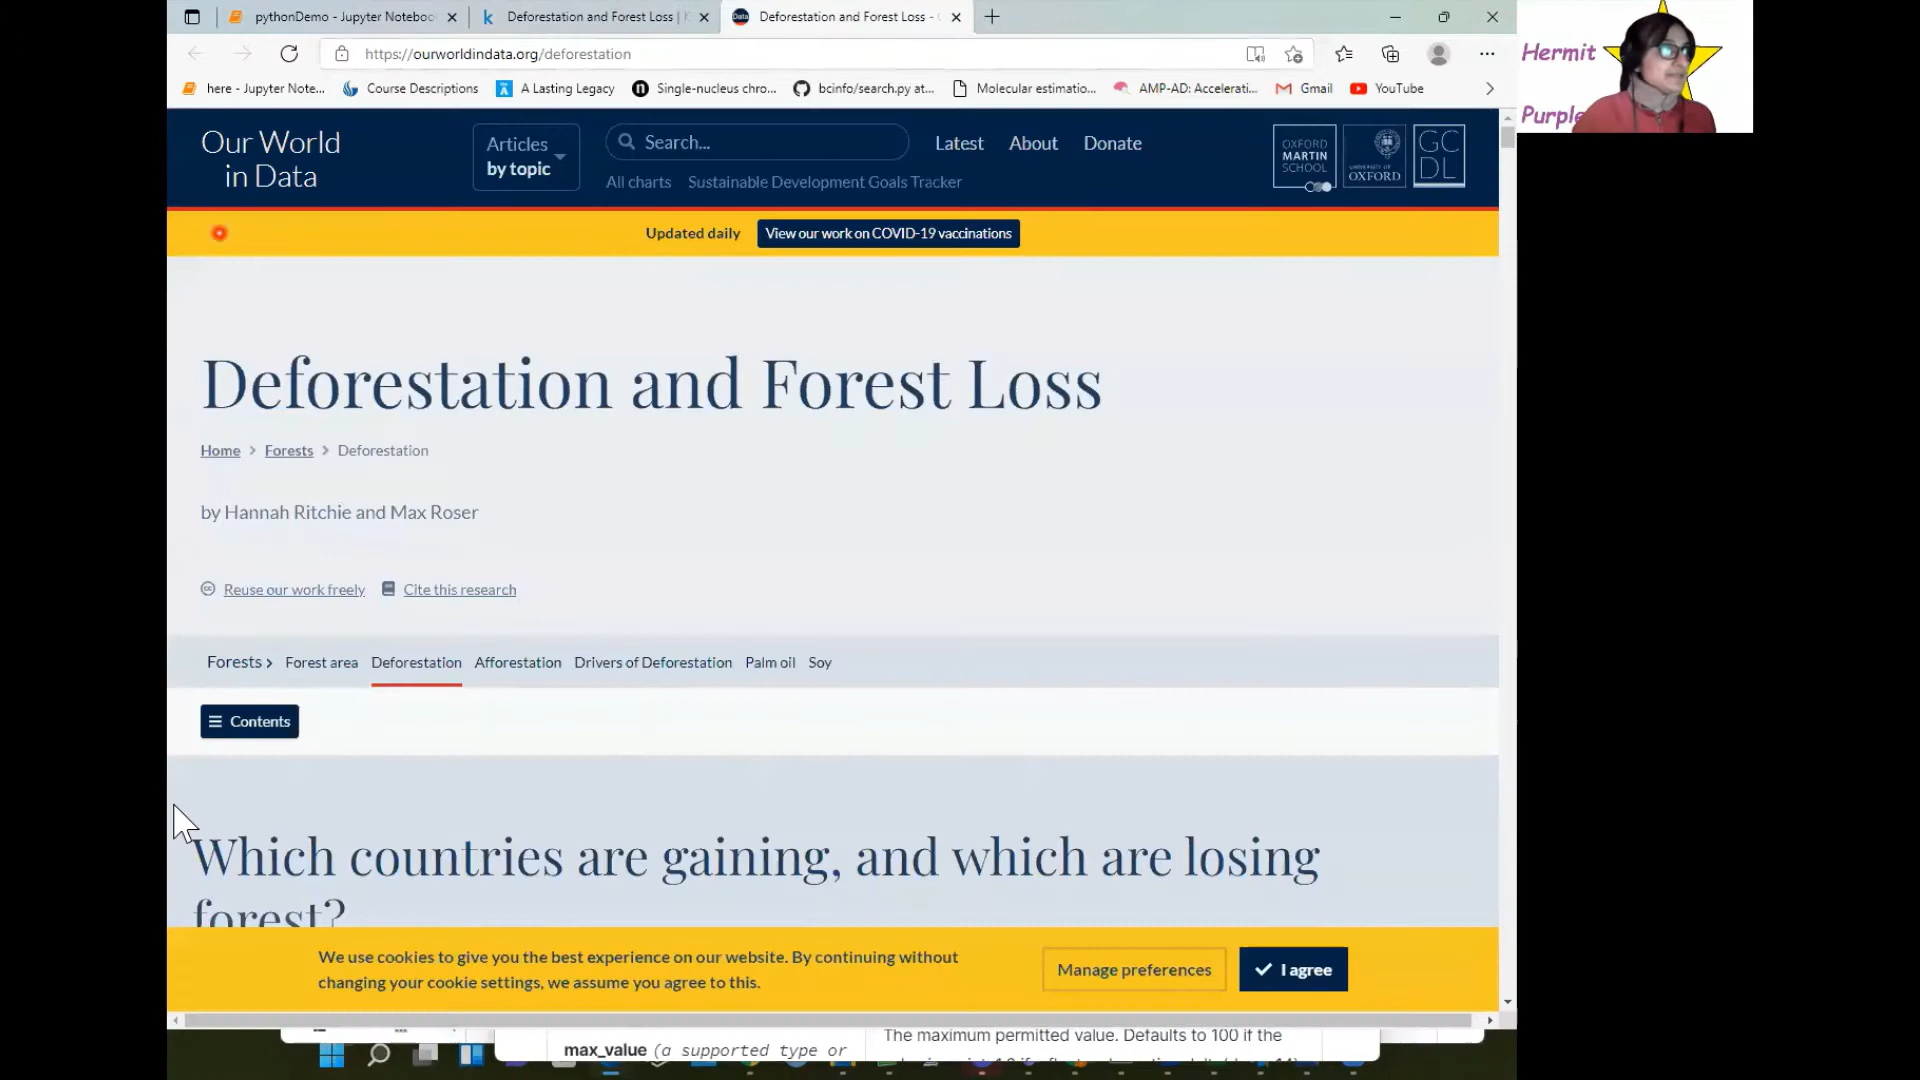 pythonDemo - Jupyter Noteboo
Deforestation and Forest Loss | K
Deforestation and Forest Loss -
https://ourworldindata.org/deforestation
here - Jupyter Note...
Course Descriptions
A Lasting Legacy
Single-nucleus chro...
bcinfo/search.py at...
Molecular estimatio...
AMP-AD: Accelerati...
Gmail
YouTube
Hermit
Purple
Our World
in Data
Articles
by topic
Search...
Latest
About
Donate
All charts
Sustainable Development Goals Tracker
OXFORD
MARTIN
SCHOOL
UNIVERSITY OF
OXFORD
GC
DL
Updated daily
View our work on COVID-19 vaccinations
Deforestation and Forest Loss
Home > Forests > Deforestation
by Hannah Ritchie and Max Roser
Reuse our work freely
Cite this research
Forests > Forest area Deforestation Afforestation Drivers of Deforestation Palm oil Soy
Contents
Which countries are gaining, and which are losing
forest?
We use cookies to give you the best experience on our website. By continuing without
changing your cookie settings, we assume you agree to this.
Manage preferences
I agree
The maximum permitted value. Defaults to 100 if the
max_value (a supported type or